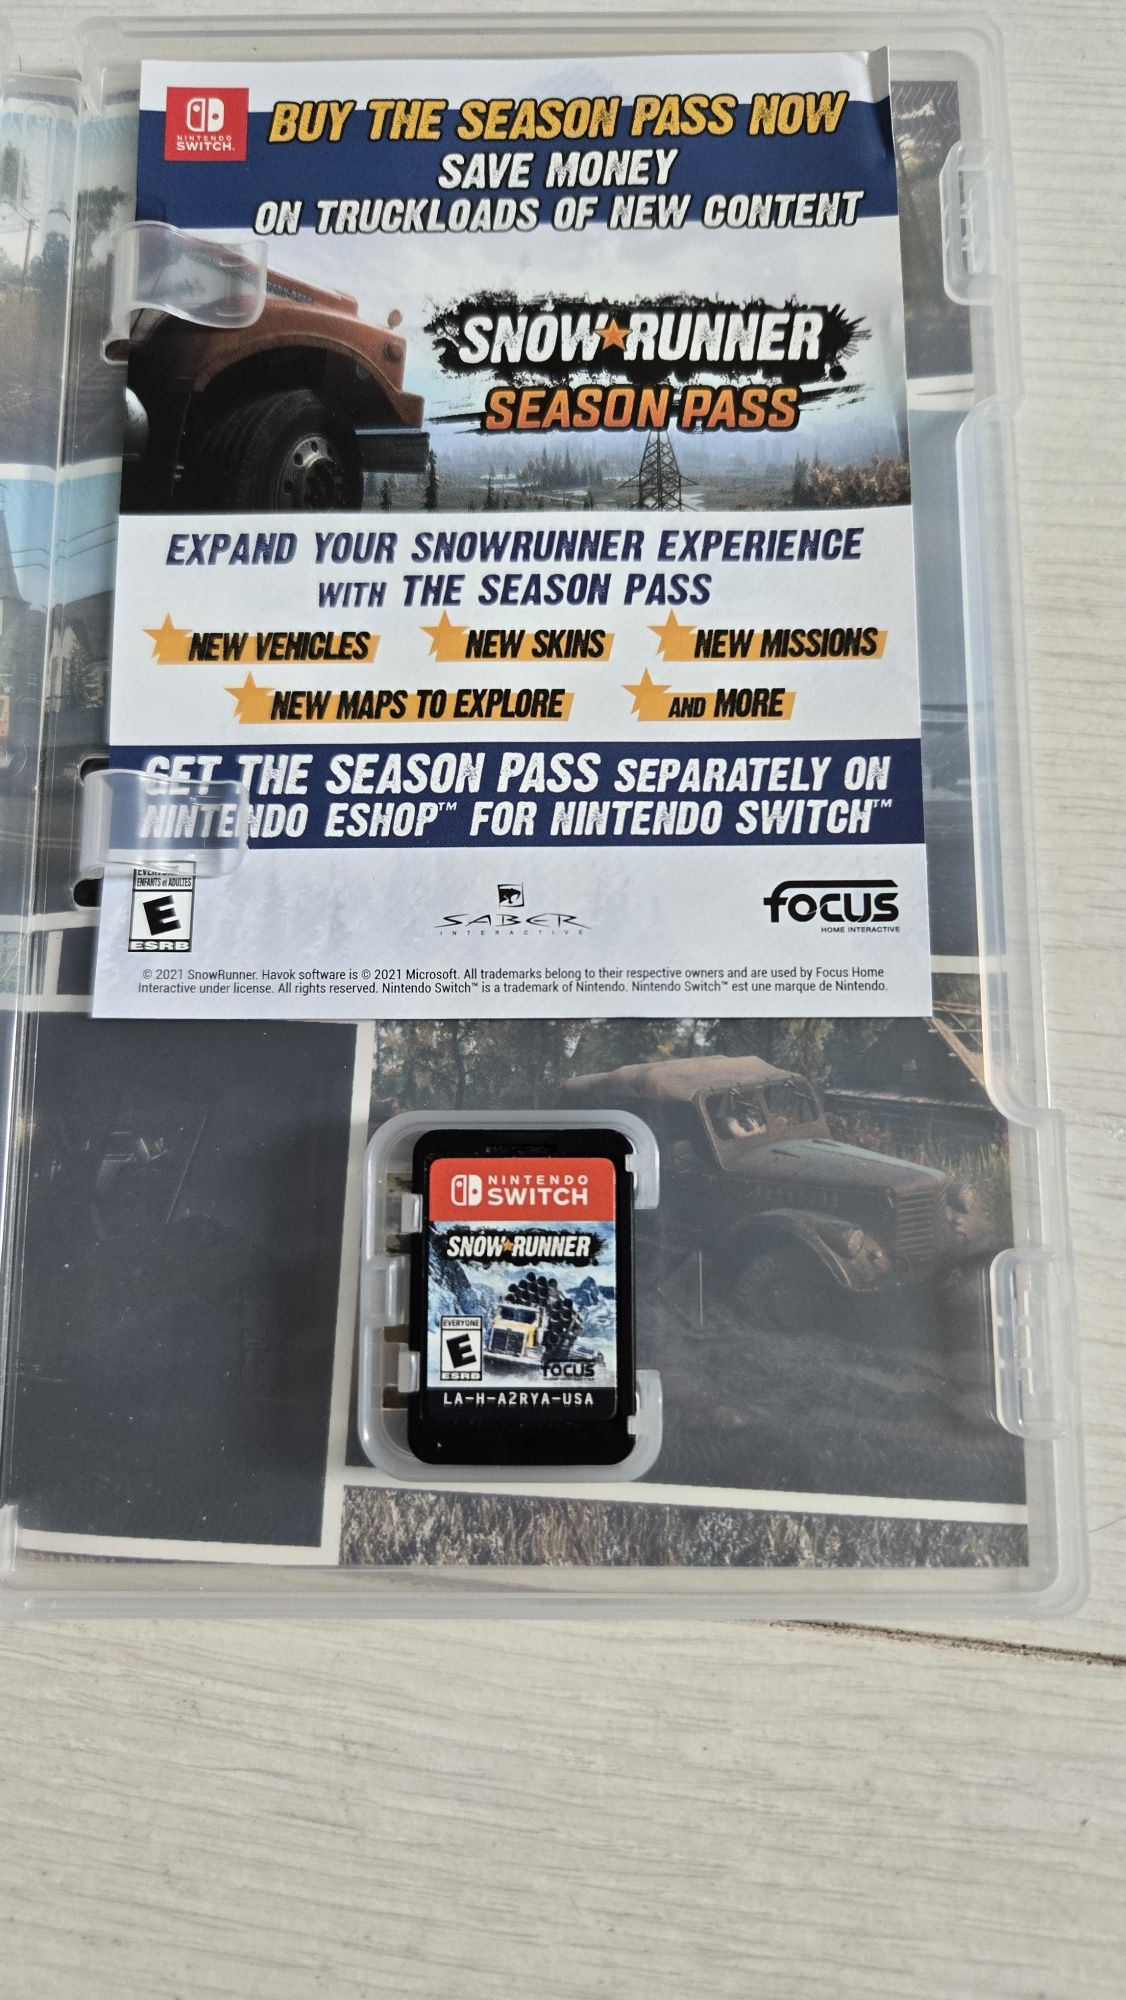 NINTENDO
SWITCH.
BUY THE SEASON PASS NOW
SAVE MONEY
ON TRUCKLOADS OF NEW CONTENT
SNOW RUNNER
SEASON PASS
EXPAND YOUR SNOWRUNNER EXPERIENCE
WITH THE SEASON PASS
NEW VEHICLES
NEW SKINS
NEW MISSIONS
NEW MAPS TO EXPLORE
AND MORE
GET THE SEASON PASS SEPARATELY ON
NINTENDO ESHOP™ FOR NINTENDO SWITCH™
EVERYONE
ENFANTS et ADULTES
E
ESRB
SABER
INTERACTIVE
focus
HOME INTERACTIVE
© 2021 SnowRunner. Havok software is © 2021 Microsoft. All trademarks belong to their respective owners and are used by Focus Home
Interactive under license. All rights reserved. Nintendo Switch™ is a trademark of Nintendo. Nintendo Switch™ est une marque de Nintendo.
NINTENDO
SWITCH
SNOW RUNNER
EVERYONE
E
ESRB
focus
LA-H-A2RYA-USA